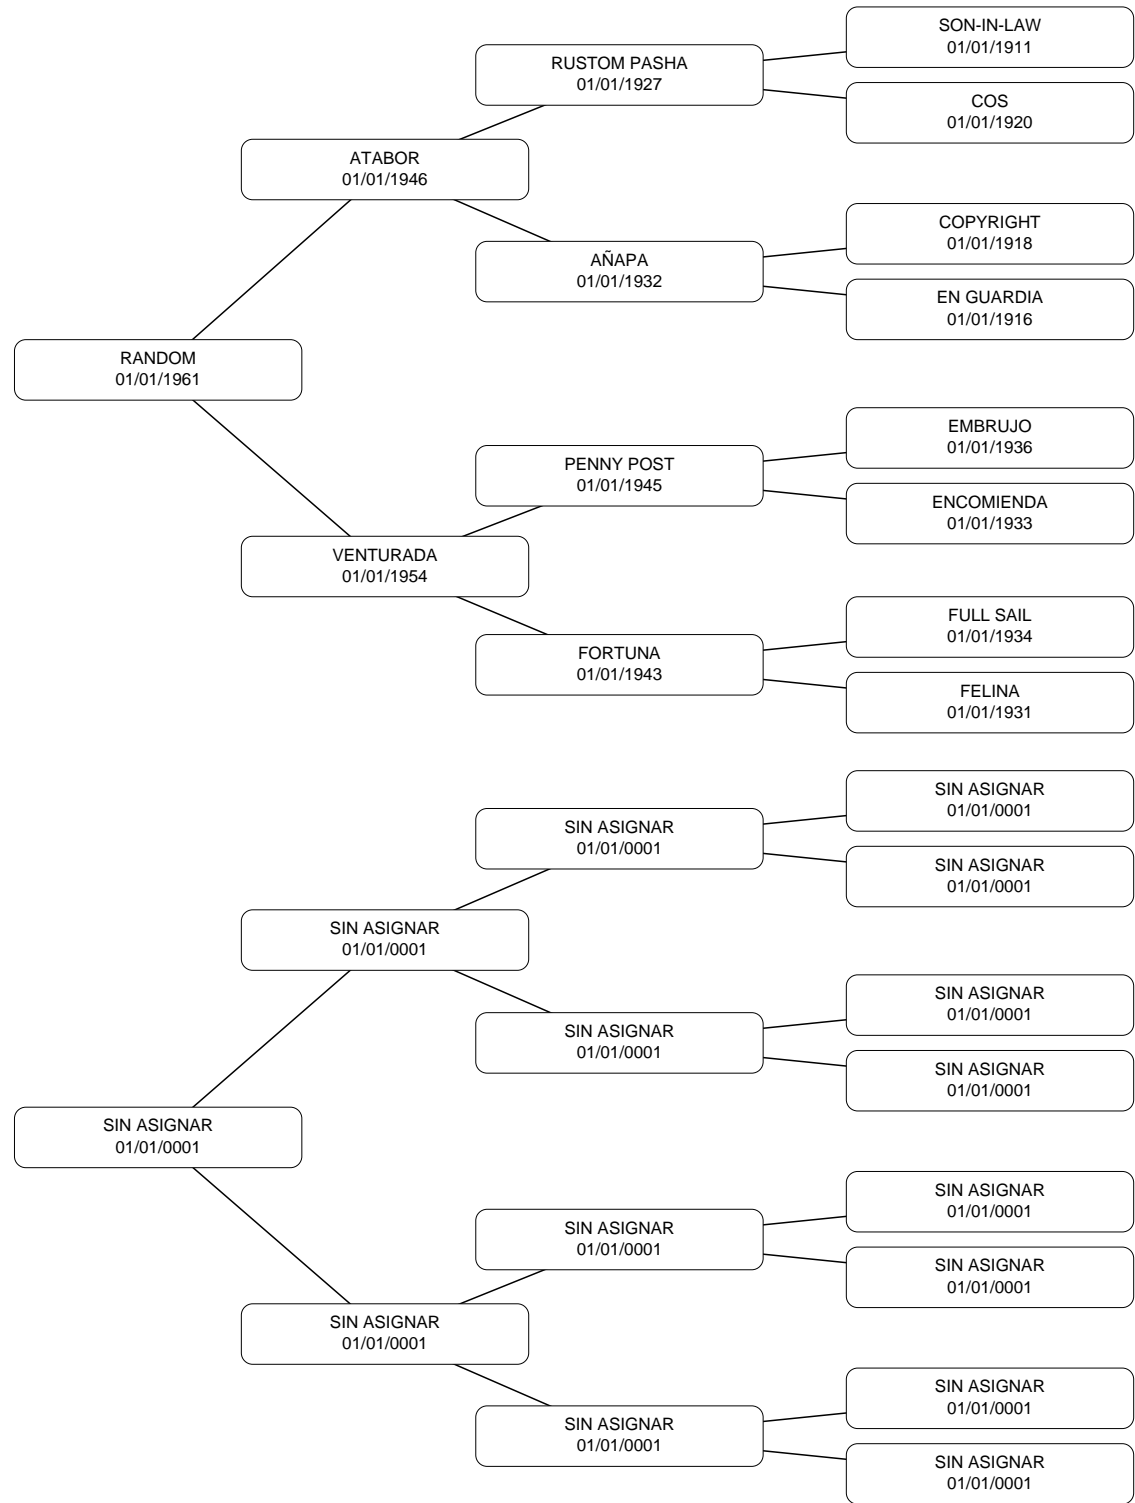 SON-IN-LAW
01/01/1911
RUSTOM PASHA
01/01/1927
COS
01/01/1920
ATABOR
01/01/1946
COPYRIGHT
01/01/1918
AÑAPA
01/01/1932
EN GUARDIA
01/01/1916
RANDOM
01/01/1961
EMBRUJO
01/01/1936
PENNY POST
01/01/1945
ENCOMIENDA
01/01/1933
VENTURADA
01/01/1954
FULL SAIL
01/01/1934
FORTUNA
01/01/1943
FELINA
01/01/1931
SIN ASIGNAR
01/01/0001
SIN ASIGNAR
01/01/0001
SIN ASIGNAR
01/01/0001
SIN ASIGNAR
01/01/0001
SIN ASIGNAR
01/01/0001
SIN ASIGNAR
01/01/0001
SIN ASIGNAR
01/01/0001
SIN ASIGNAR
01/01/0001
SIN ASIGNAR
01/01/0001
SIN ASIGNAR
01/01/0001
SIN ASIGNAR
01/01/0001
SIN ASIGNAR
01/01/0001
SIN ASIGNAR
01/01/0001
SIN ASIGNAR
01/01/0001
SIN ASIGNAR
01/01/0001